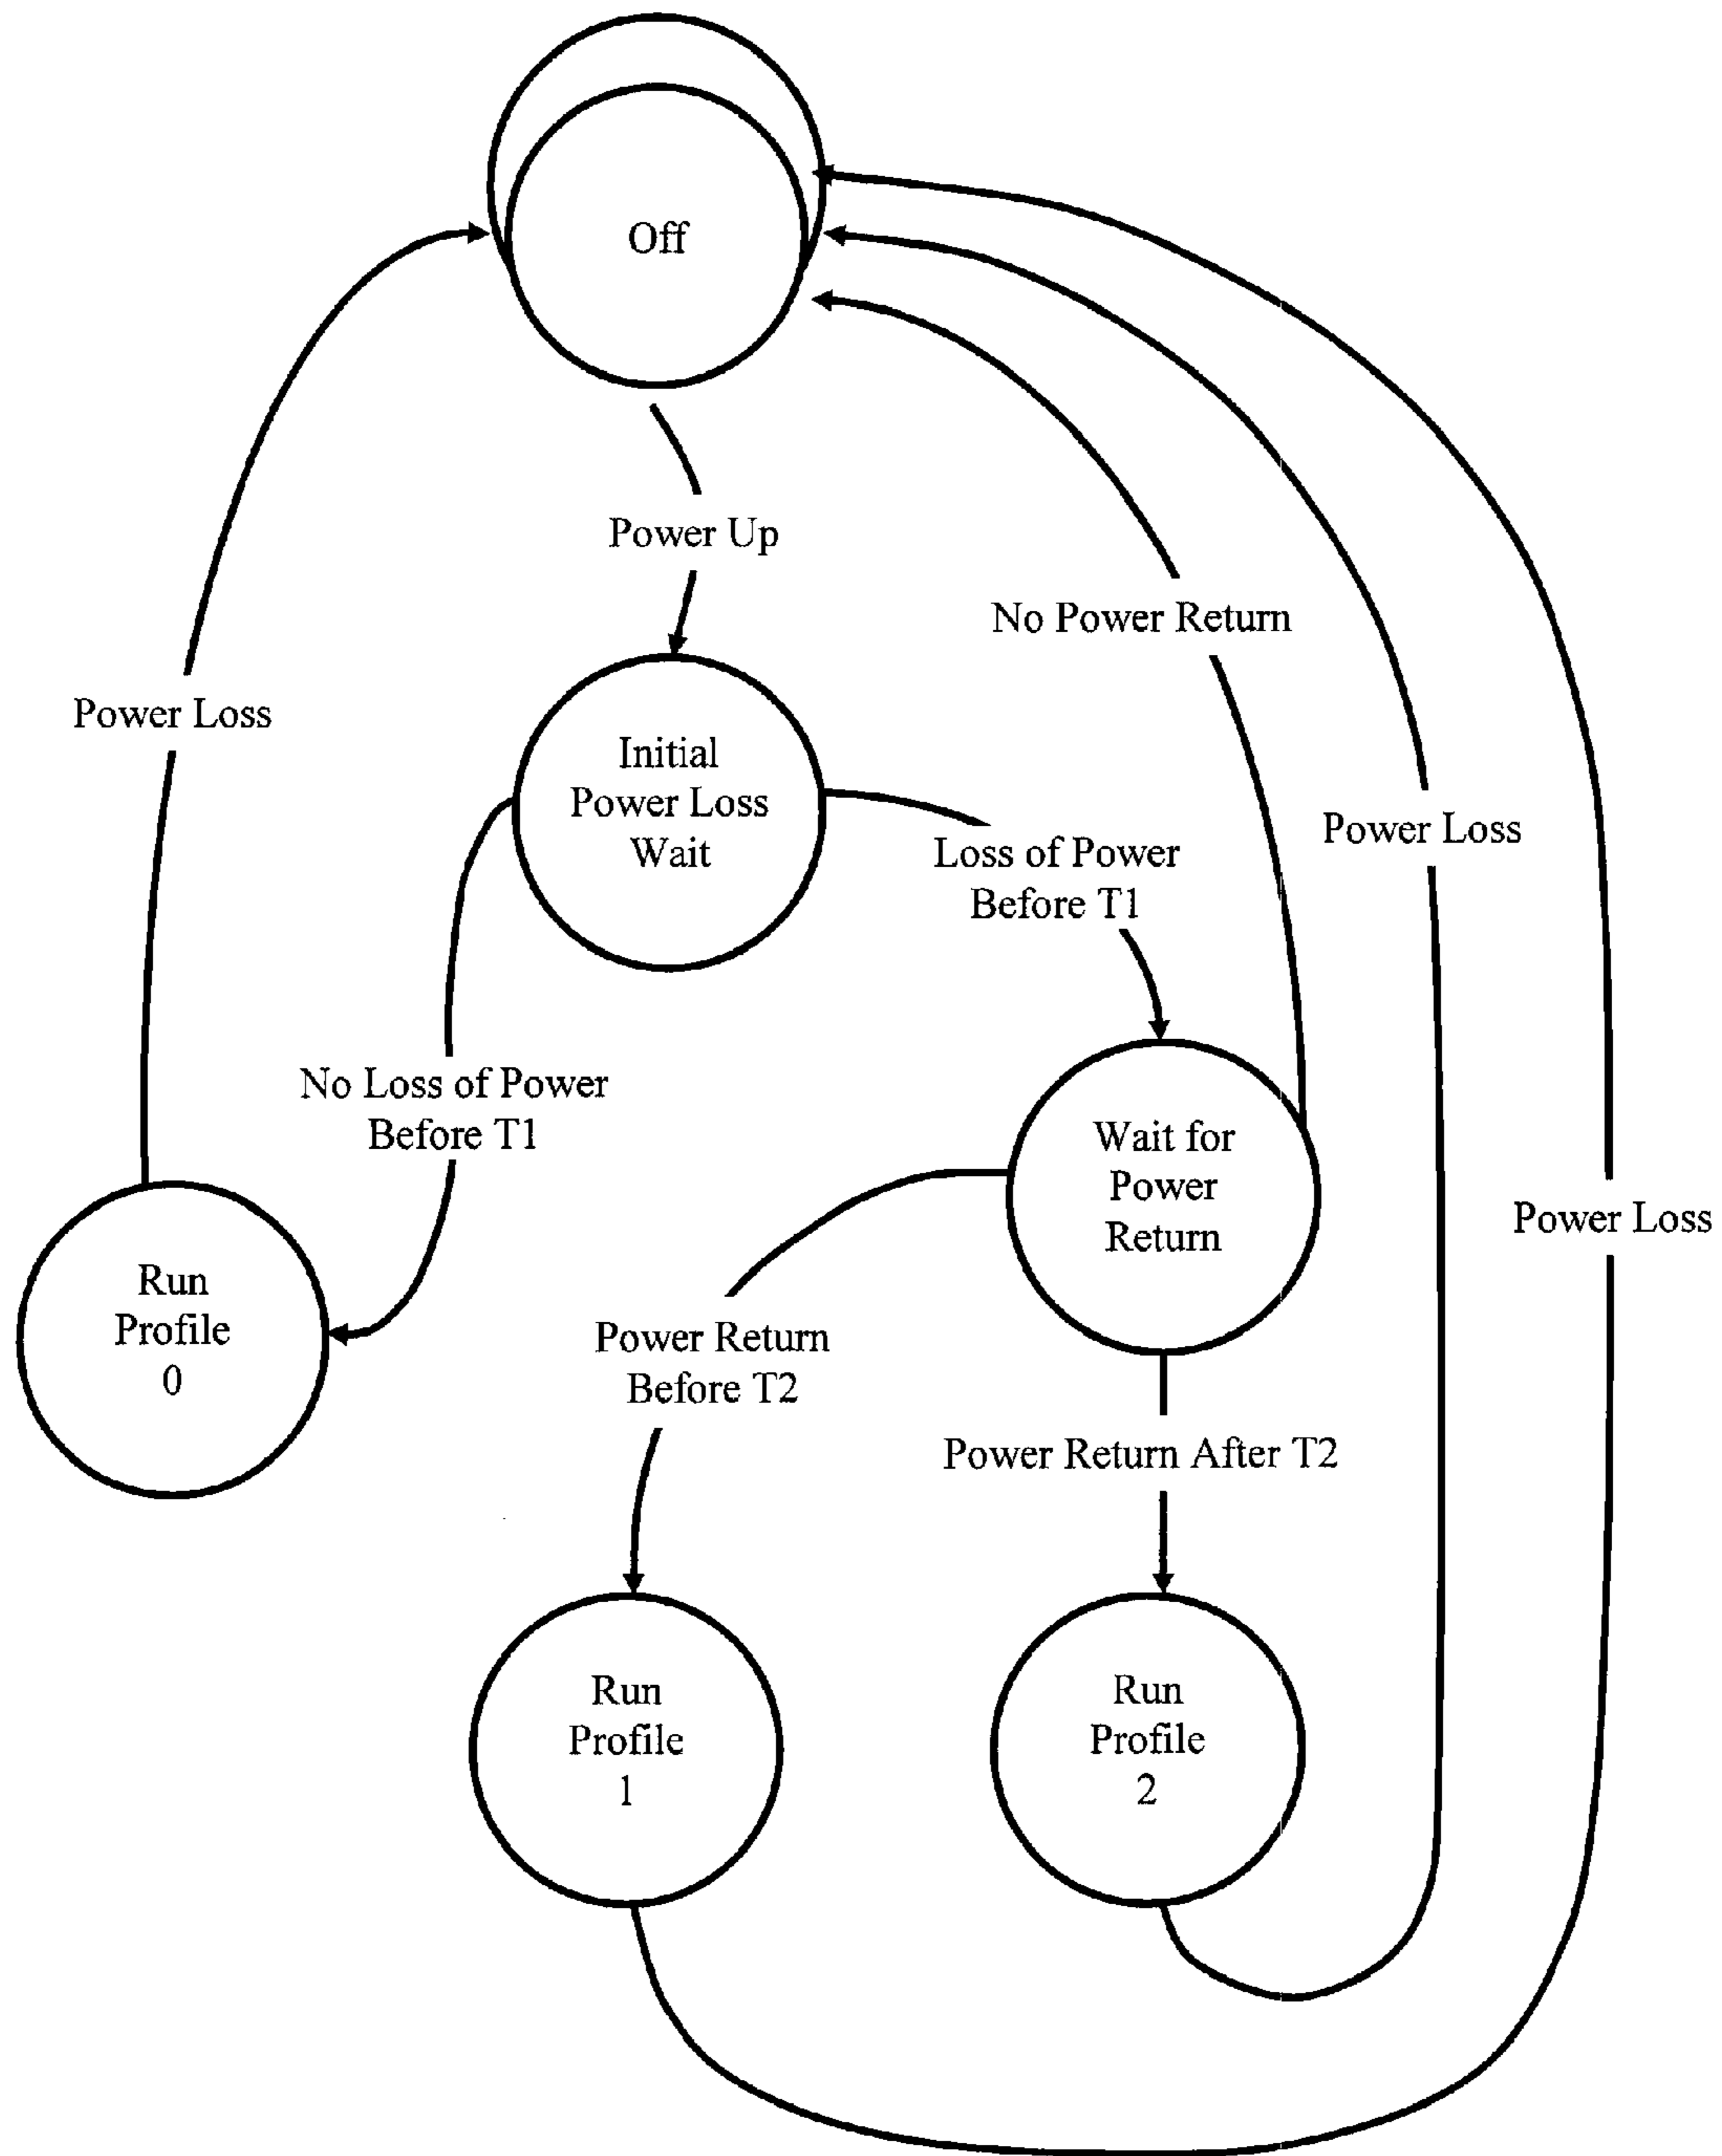 Off
Power Up
No Power Return
Power Loss
Initial
Power Loss
Wait
Loss of Power
Before T1
Power Loss
No Loss of Power
Before T1
Wait for
Power
Return
Power Loss
Run
Profile
0
Power Return
Before T2
Power Return After T2
Run
Profile
1
Run
Profile
2